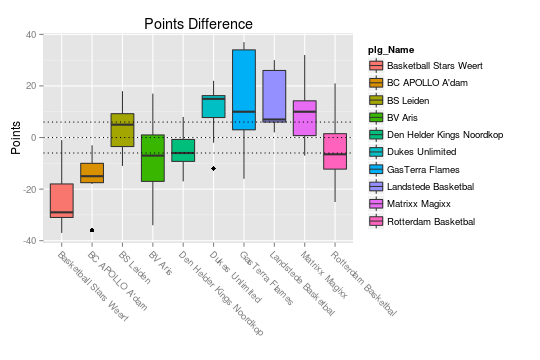 Points Difference
Points
40
20
0
-20
-40
Basketball Stars Weert
BC APOLLO A'dam
BS Leiden
BV Aris
Den Helder Kings Noordkop
Dukes Unlimited
GasTerra Flames
Landstede Basketbal
Matrixx Magixx
Rotterdam Basketbal
plg_Name
Basketball Stars Weert
BC APOLLO A'dam
BS Leiden
BV Aris
Den Helder Kings Noordkop
Dukes Unlimited
GasTerra Flames
Landstede Basketbal
Matrixx Magixx
Rotterdam Basketbal